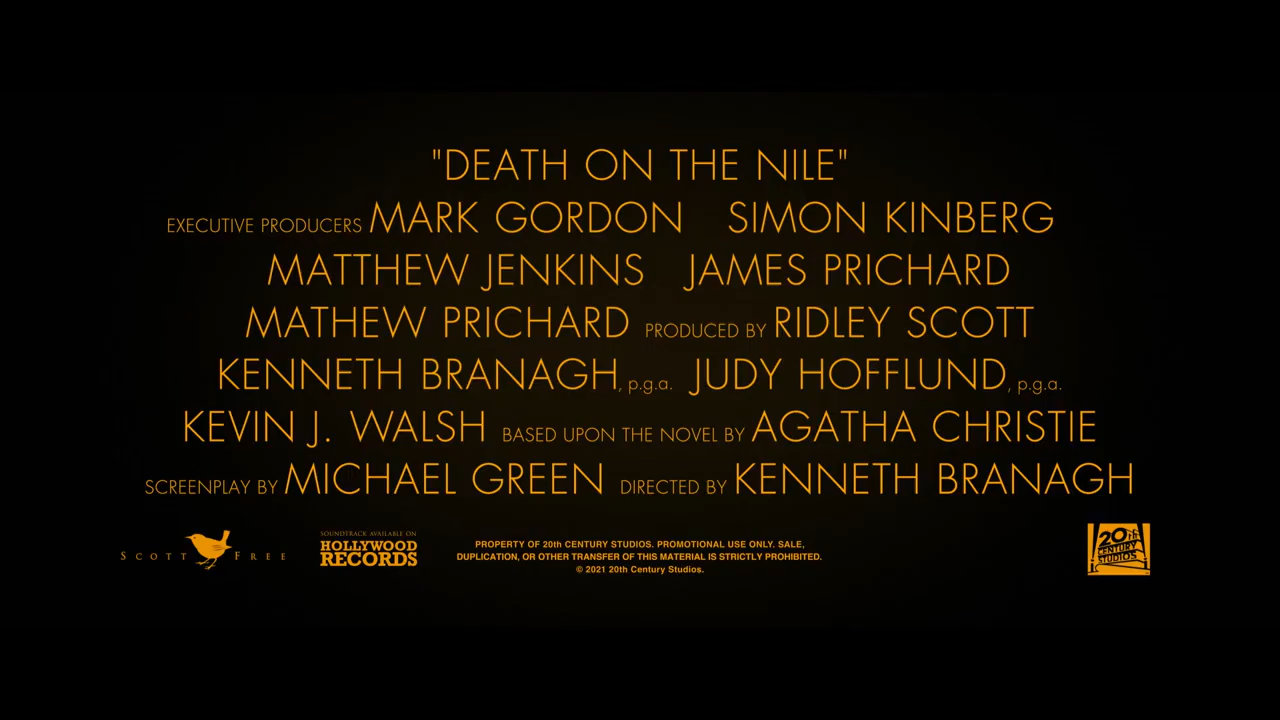 "DEATH ON THE NILE"
EXECUTIVE PRODUCERS MARK GORDON SIMON KINBERG
MATTHEW JENKINS JAMES PRICHARD
MATHEW PRICHARD PRODUCED BY RIDLEY SCOTT
KENNETH BRANAGH, p.g.a. JUDY HOFFLUND, p.g.a.
KEVIN J. WALSH BASED UPON THE NOVEL BY AGATHA CHRISTIE
SCREENPLAY BY MICHAEL GREEN DIRECTED BY KENNETH BRANAGH
SCOTT FREE
SOUNDTRACK AVAILABLE ON
HOLLYWOOD
RECORDS
PROPERTY OF 20th CENTURY STUDIOS. PROMOTIONAL USE ONLY. SALE,
DUPLICATION, OR OTHER TRANSFER OF THIS MATERIAL IS STRICTLY PROHIBITED.
© 2021 20th Century Studios.
20th
CENTURY
STUDIOS